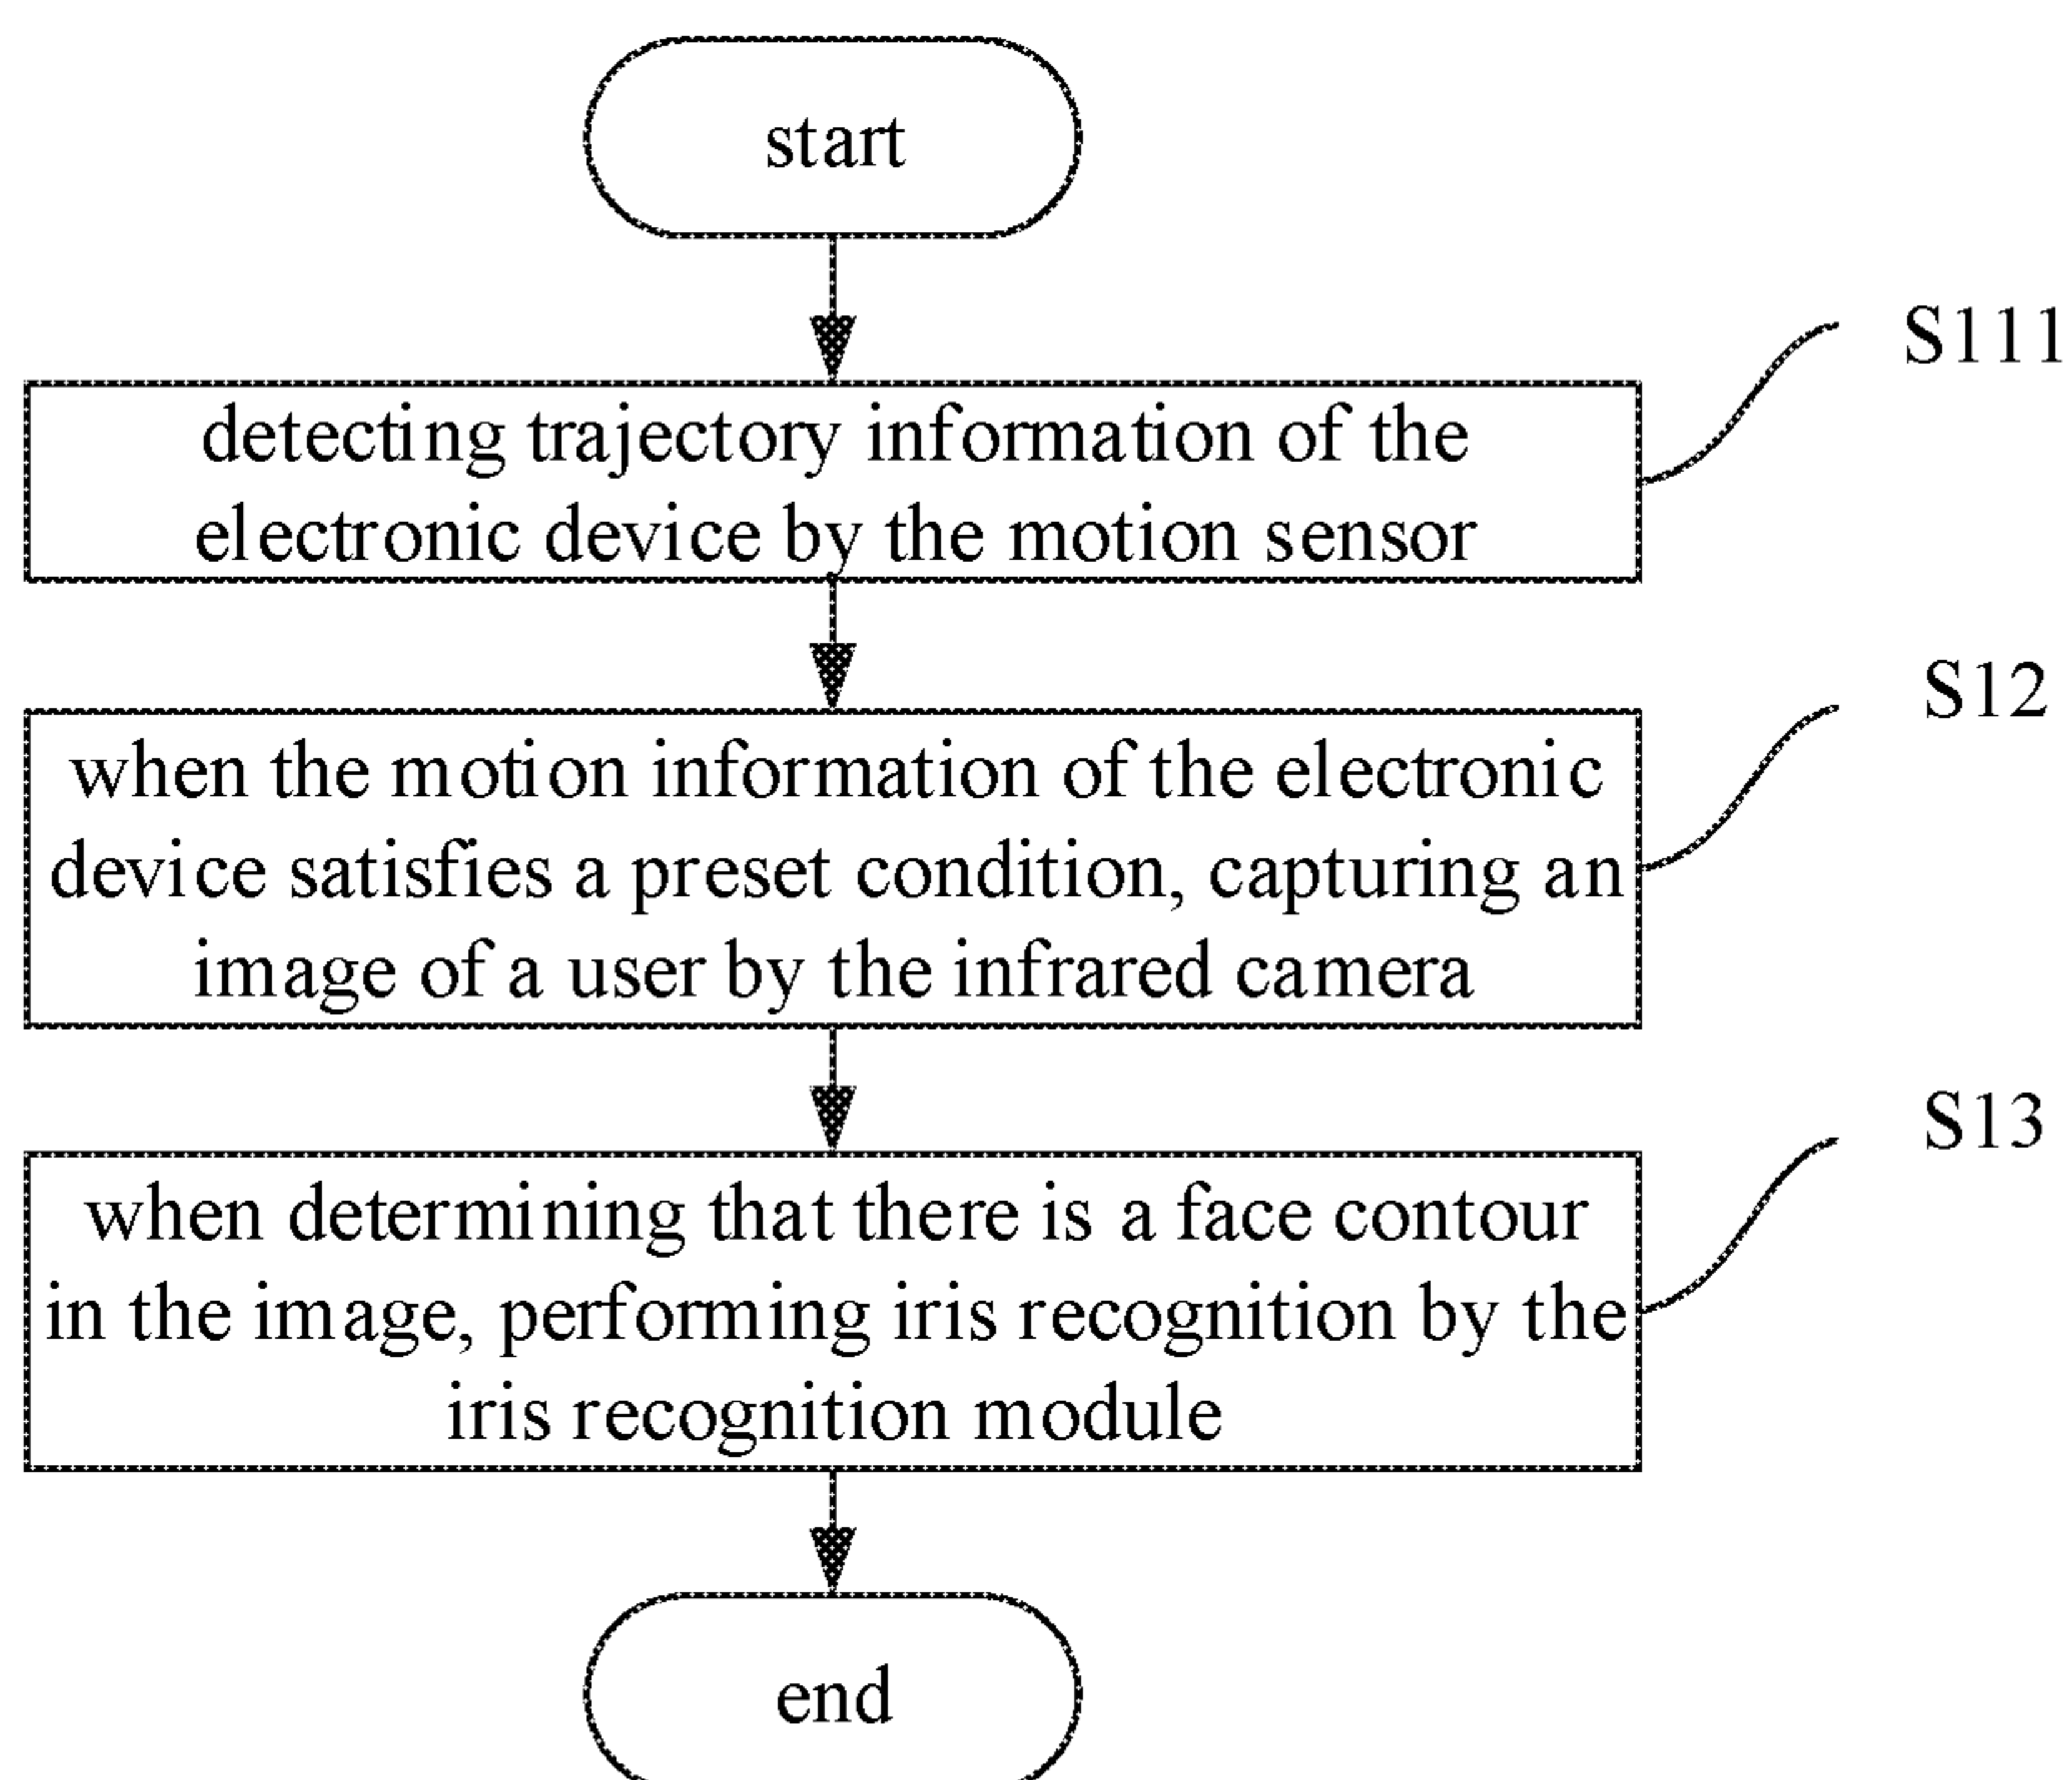 start
S111
detecting trajectory information of the
electronic device by the motion sensor
S12
when the motion information of the electronic
device satisfies a preset condition, capturing an
image of a user by the infrared camera
S13
when determining that there is a face contour
in the image, performing iris recognition by the
iris recognition module
end